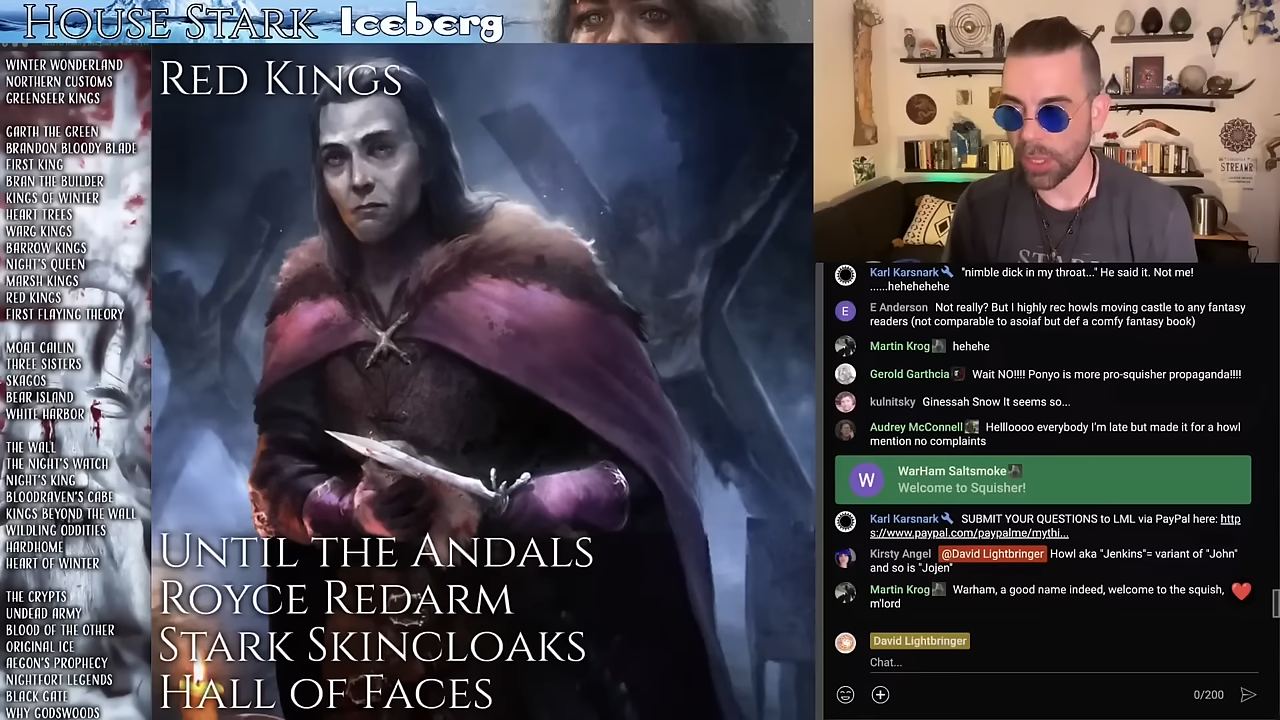 House Stark Iceberg
WINTER WONDERLAND
NORTHERN CUSTOMS
GREENSEER KINGS
GARTH THE GREEN
BRANDON BLOODY BLADE
FIRST KING
BRAN THE BUILDER
KINGS OF WINTER
HEART TREES
WARG KINGS
BARROW KINGS
NIGHT'S QUEEN
MARSH KINGS
RED KINGS
FIRST FLAYING THEORY
MOAT CAILIN
THREE SISTERS
SKAGOS
BEAR ISLAND
WHITE HARBOR
THE WALL
THE NIGHT'S WATCH
NIGHT'S KING
BLOODRAVEN'S CABE
KINGS BEYOND THE WALL
WILDLING ODDITIES
HARDHOME
HEART OF WINTER
THE CRYPTS
UNDEAD ARMY
BLOOD OF THE OTHER
ORIGINAL ICE
AEGON'S PROPHECY
NIGHTFORT LEGENDS
BLACK GATE
WHY GODSWOODS
Red Kings
Until the Andals
Royce Redarm
Stark Skincloaks
Hall of Faces
STREAWR
STARK
Karl Karsnark "nimble dick in my throat..." He said it. Not me!
......hehehehehe
E Anderson Not really? But I highly rec howls moving castle to any fantasy
readers (not comparable to asoiaf but def a comfy fantasy book)
Martin Krog hehehe
Gerold Garthcia Wait NO!!!! Ponyo is more pro-squisher propaganda!!!!
kulnitsky Ginessah Snow It seems so...
Audrey McConnell Hellloooo everybody I'm late but made it for a howl
mention no complaints
W
WarHam Saltsmoke
Welcome to Squisher!
Karl Karsnark SUBMIT YOUR QUESTIONS to LML via PayPal here: http
s://www.paypal.com/paypalme/mythi...
Kirsty Angel @David Lightbringer Howl aka "Jenkins"= variant of "John"
and so is "Jojen"
Martin Krog Warham, a good name indeed, welcome to the squish,
m'lord
David Lightbringer
Chat...
0/200